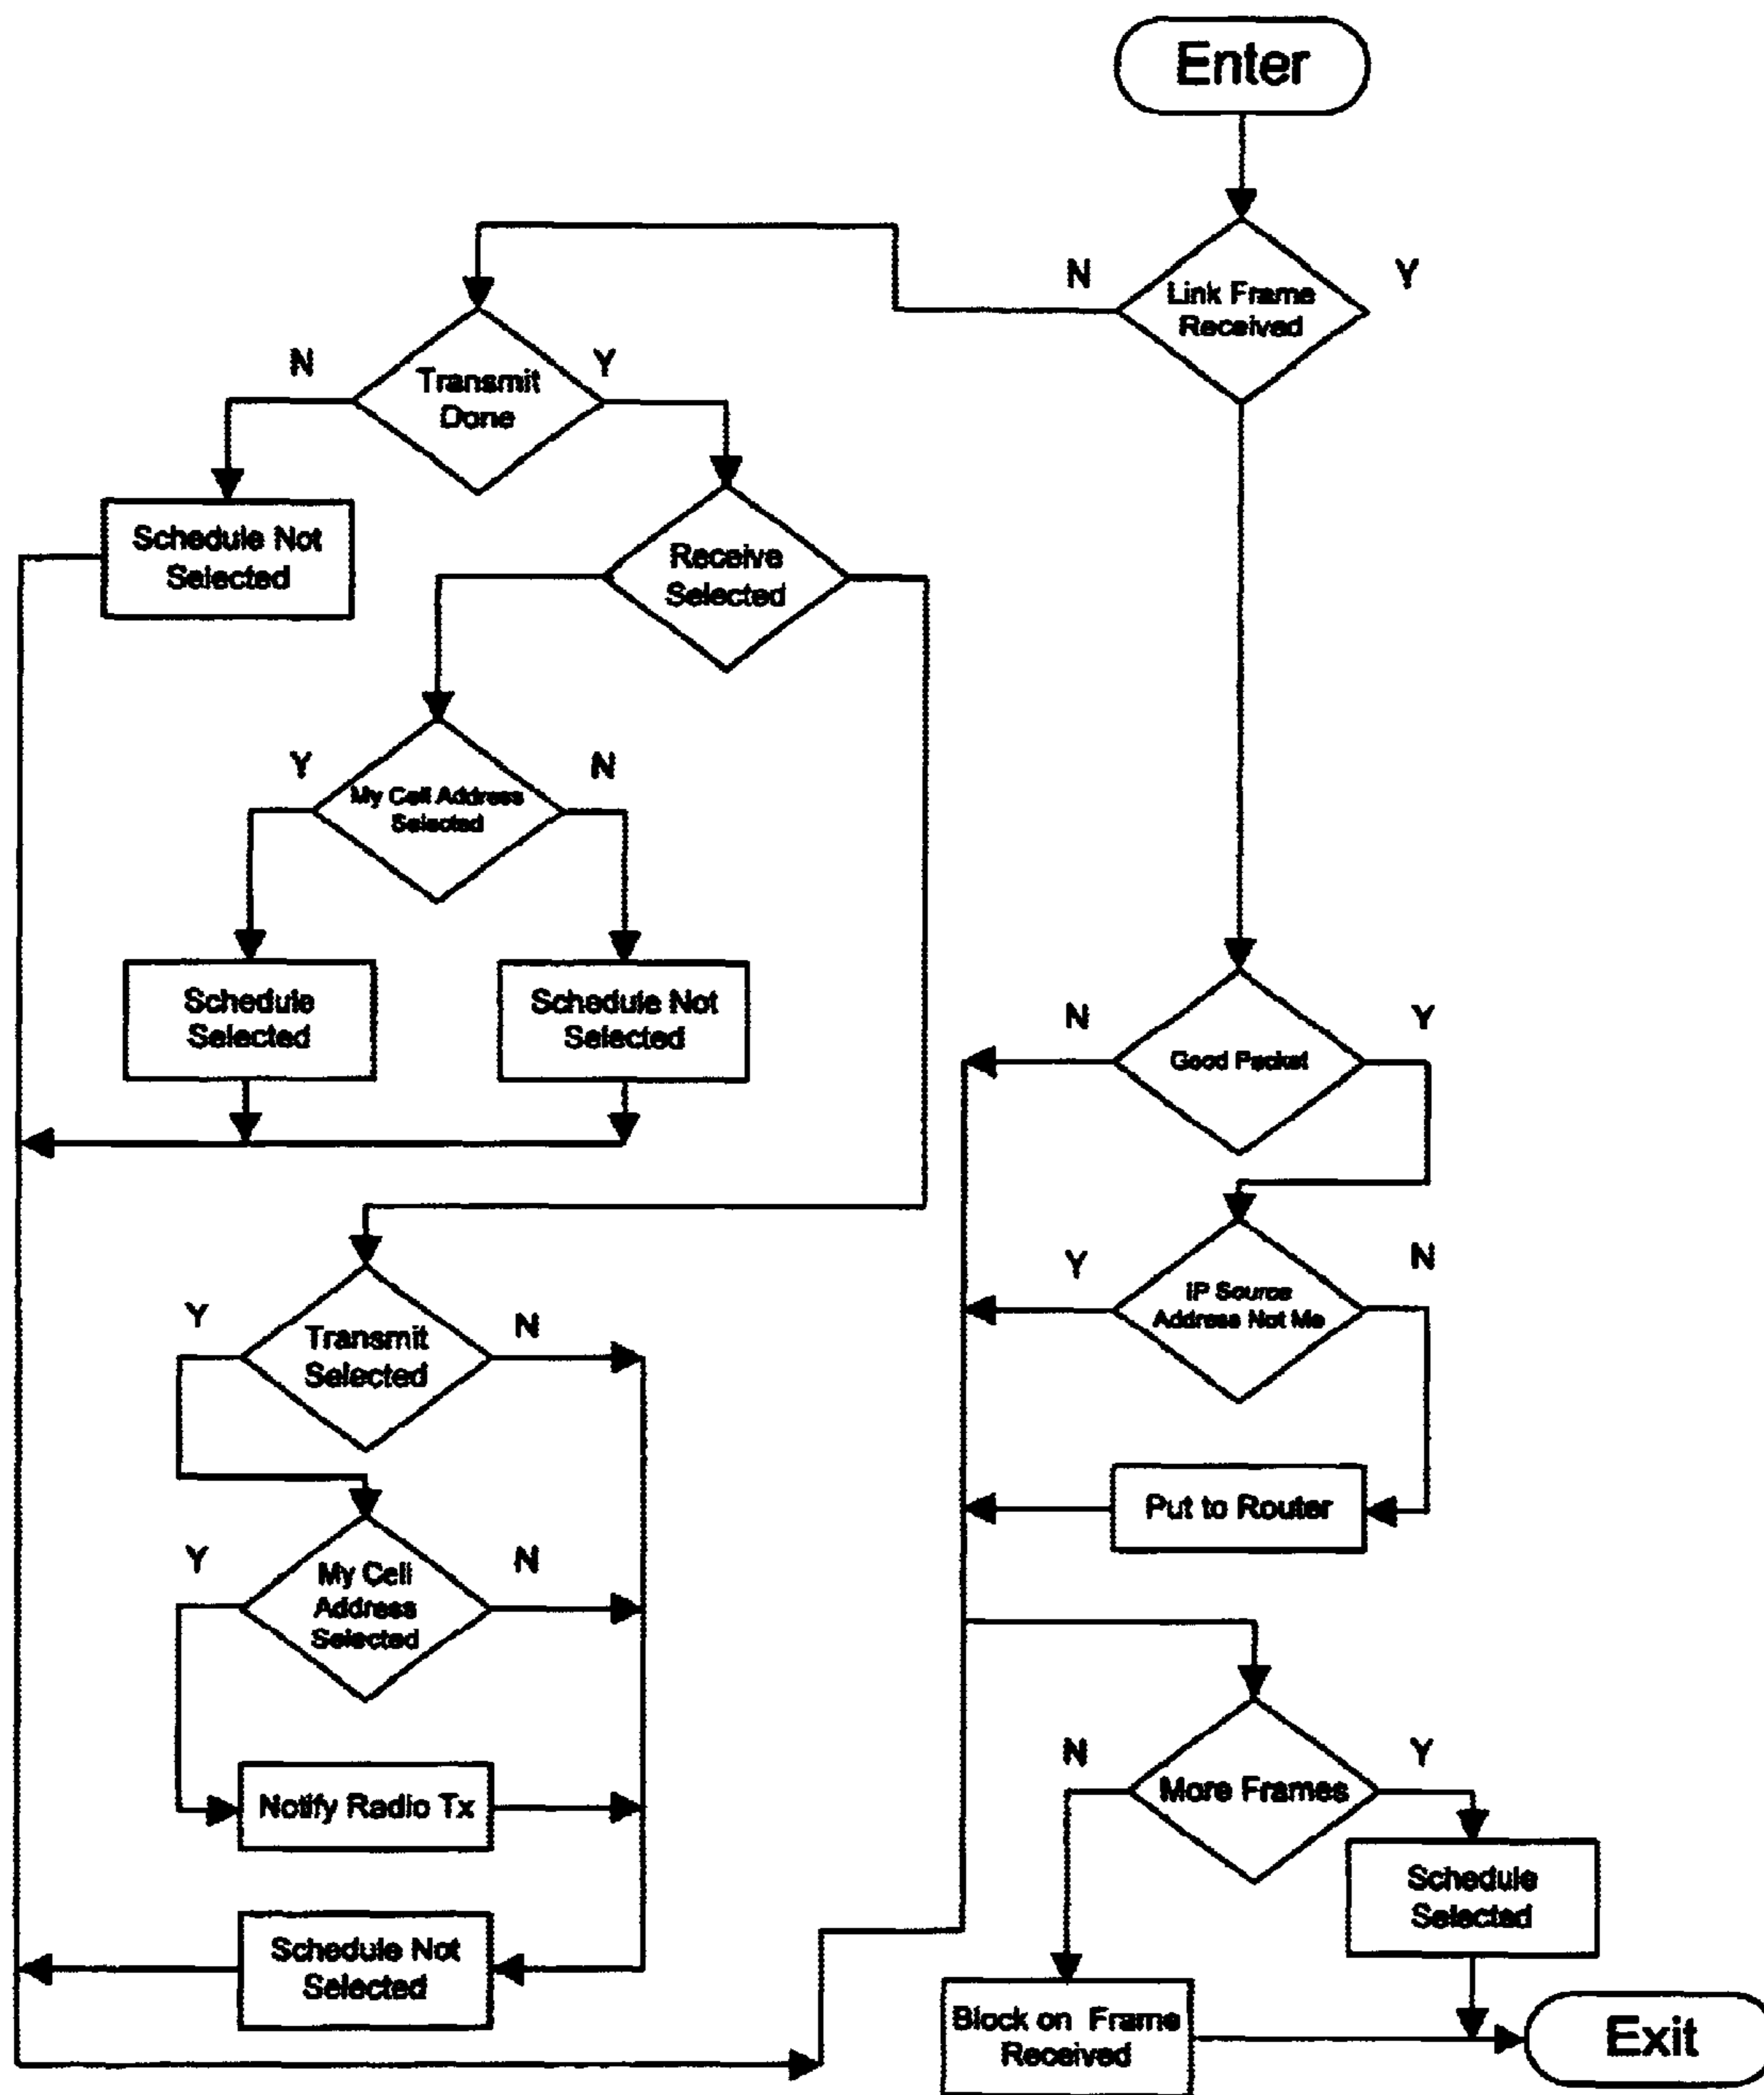 Enter
N
Y
Link Frame
Received
N
Y
Transmit
Done
Schedule Not
Selected
Receive
Selected
Y
N
My Cell Address
Selected
Schedule
Selected
Schedule Not
Selected
N
Y
Good Packet
Y
N
IP Source
Address Not Me
Y
N
Transmit
Selected
Put to Router
Y
N
My Cell
Address
Selected
N
Y
More Frames
Notify Radio Tx
Schedule
Selected
Schedule Not
Selected
Block on Frame
Received
Exit